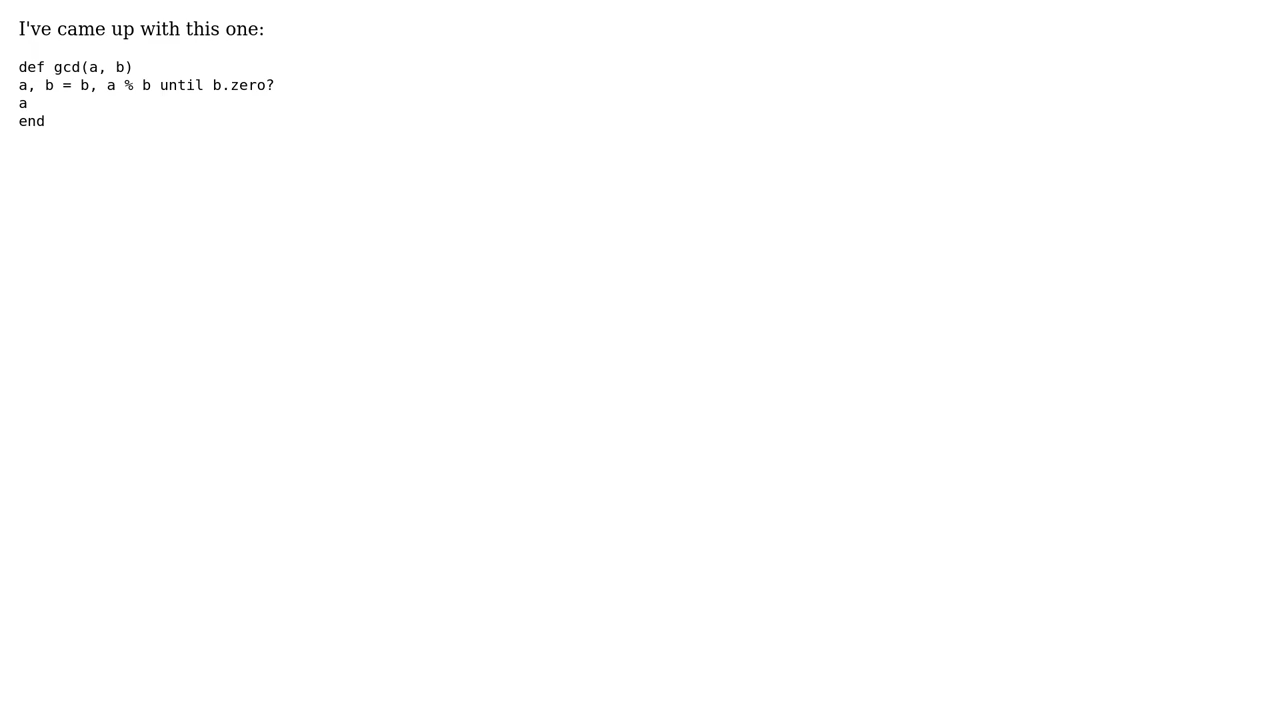 I've came up with this one:
def gcd(a, b)
a, b = b, a % b until b.zero?
a
end